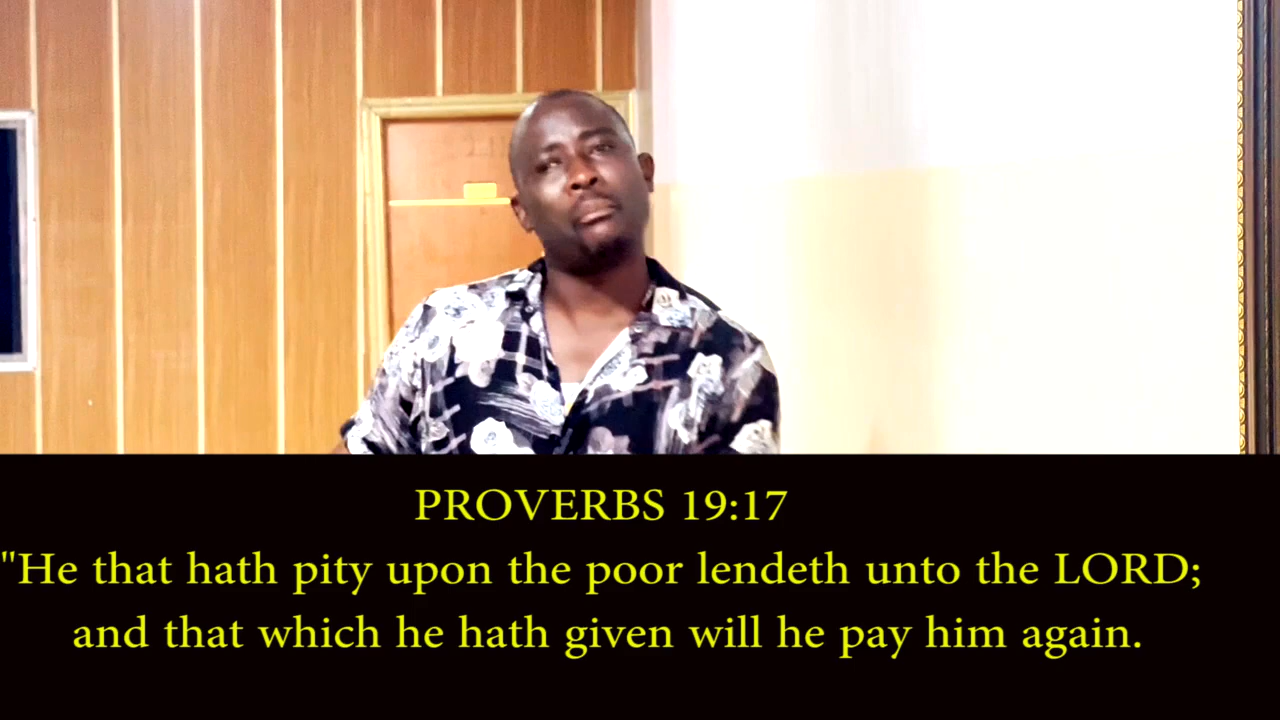 PROVERBS 19:17
"He that hath pity upon the poor lendeth unto the LORD;
and that which he hath given will he pay him again.